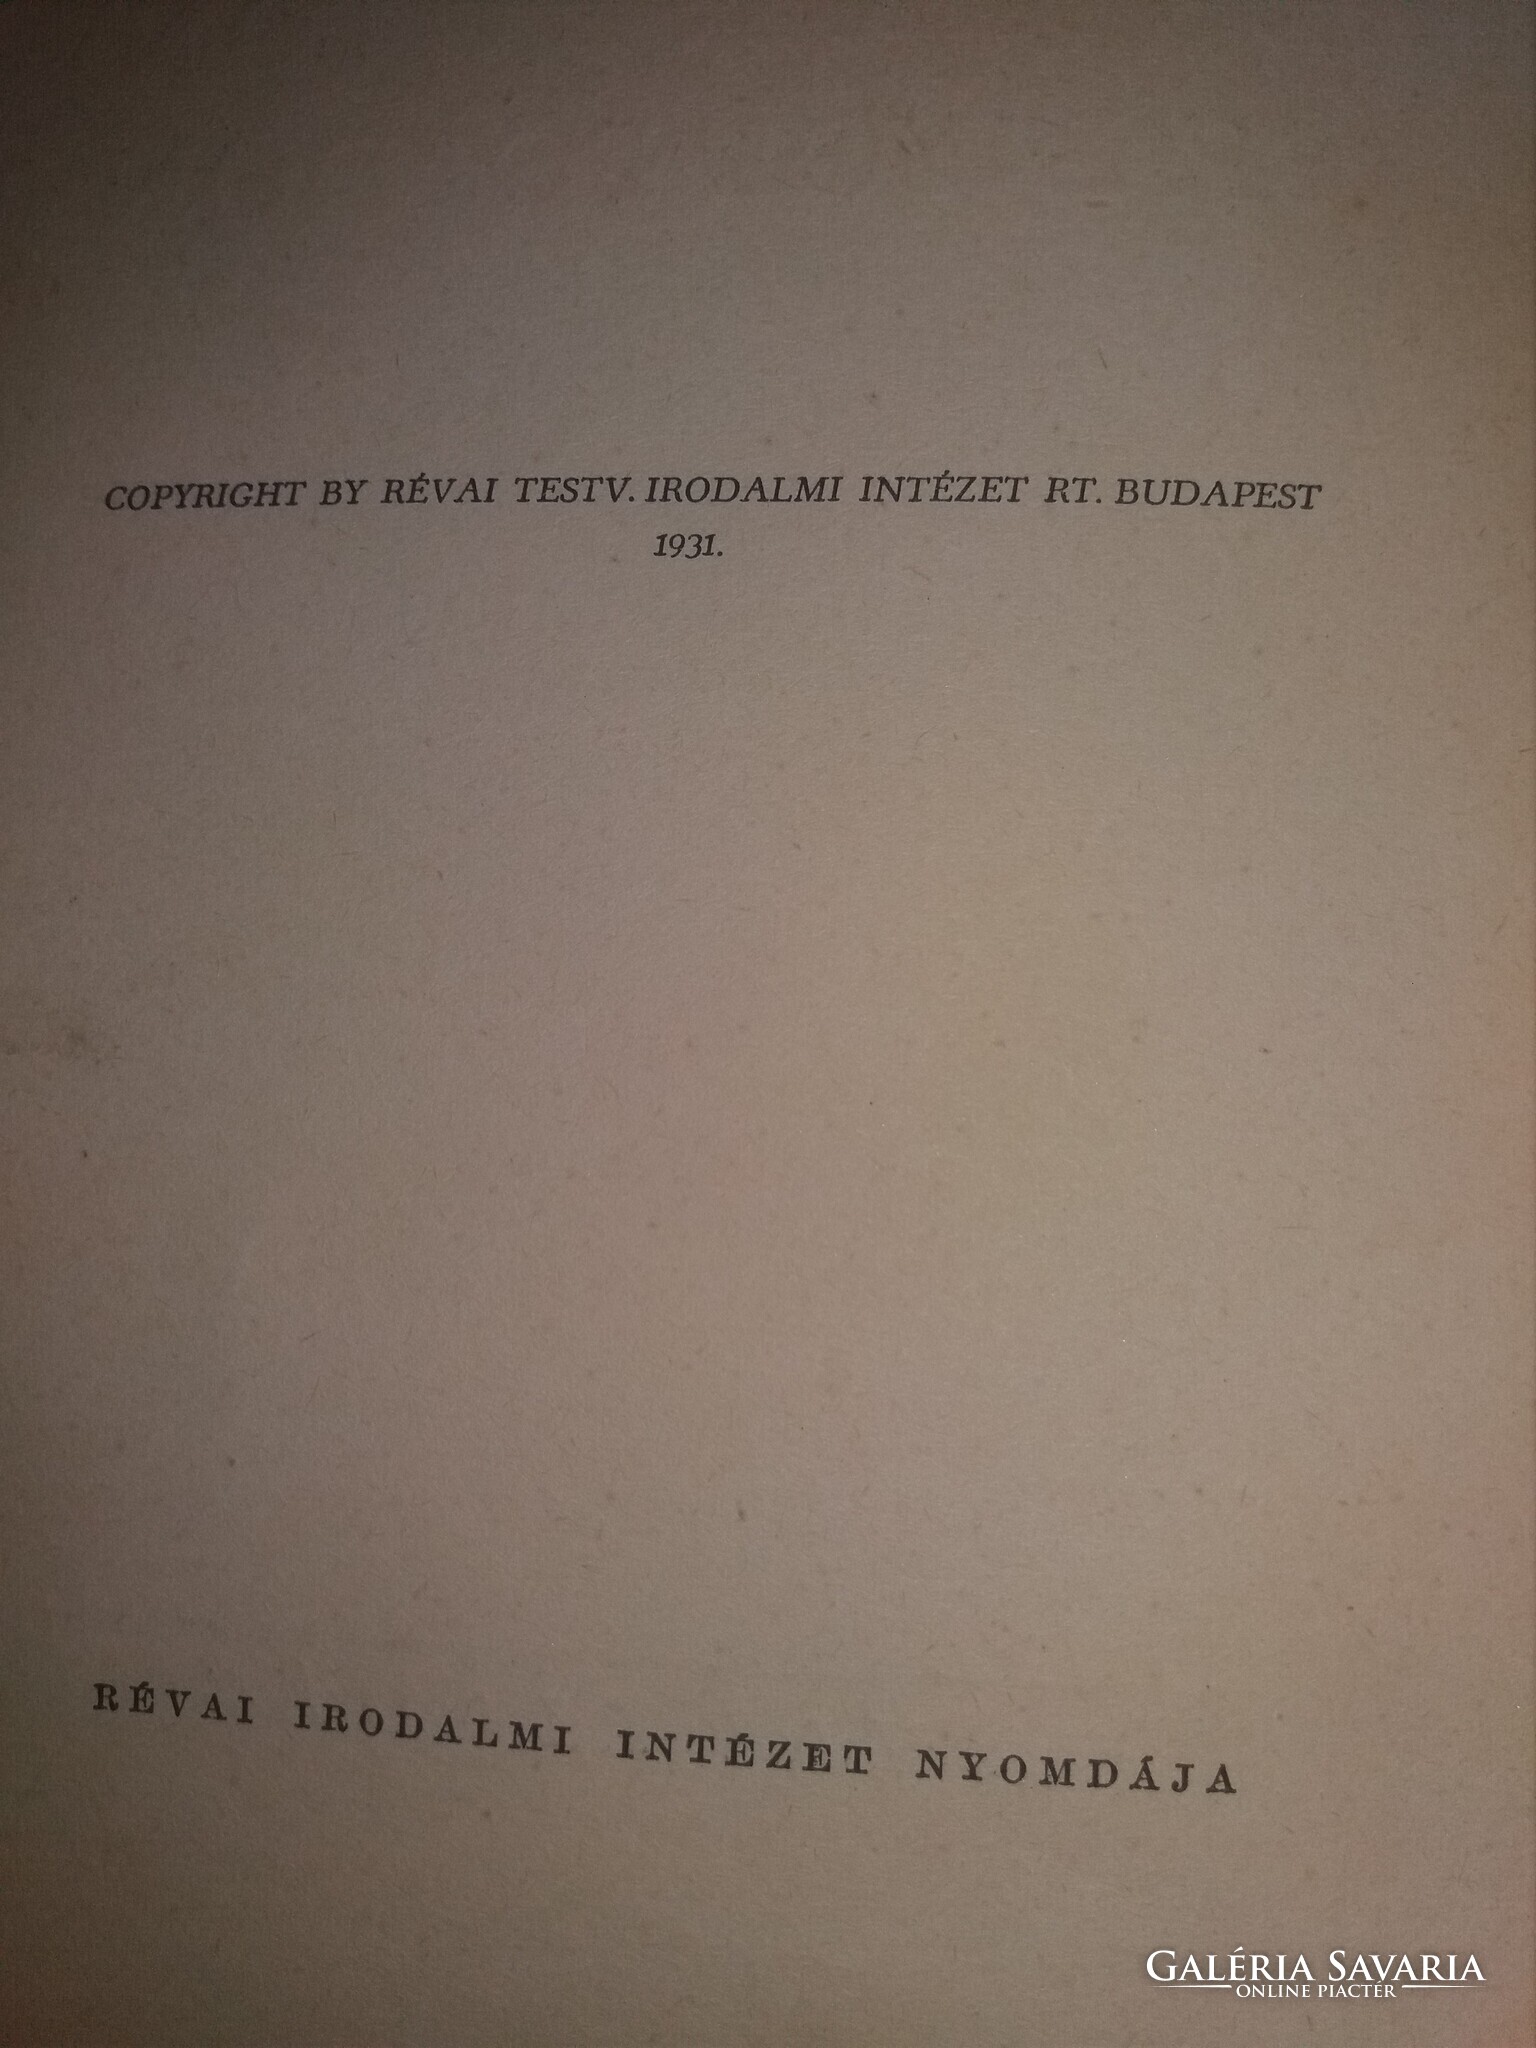 COPYRIGHT BY RÉVAI TESTV. IRODALMI INTÉZET RT. BUDAPEST
1931.
RÉVAI IRODALMI INTÉZET NYOMDÁJA
GALÉRIA SAVARIA
ONLINE PIACTÉR